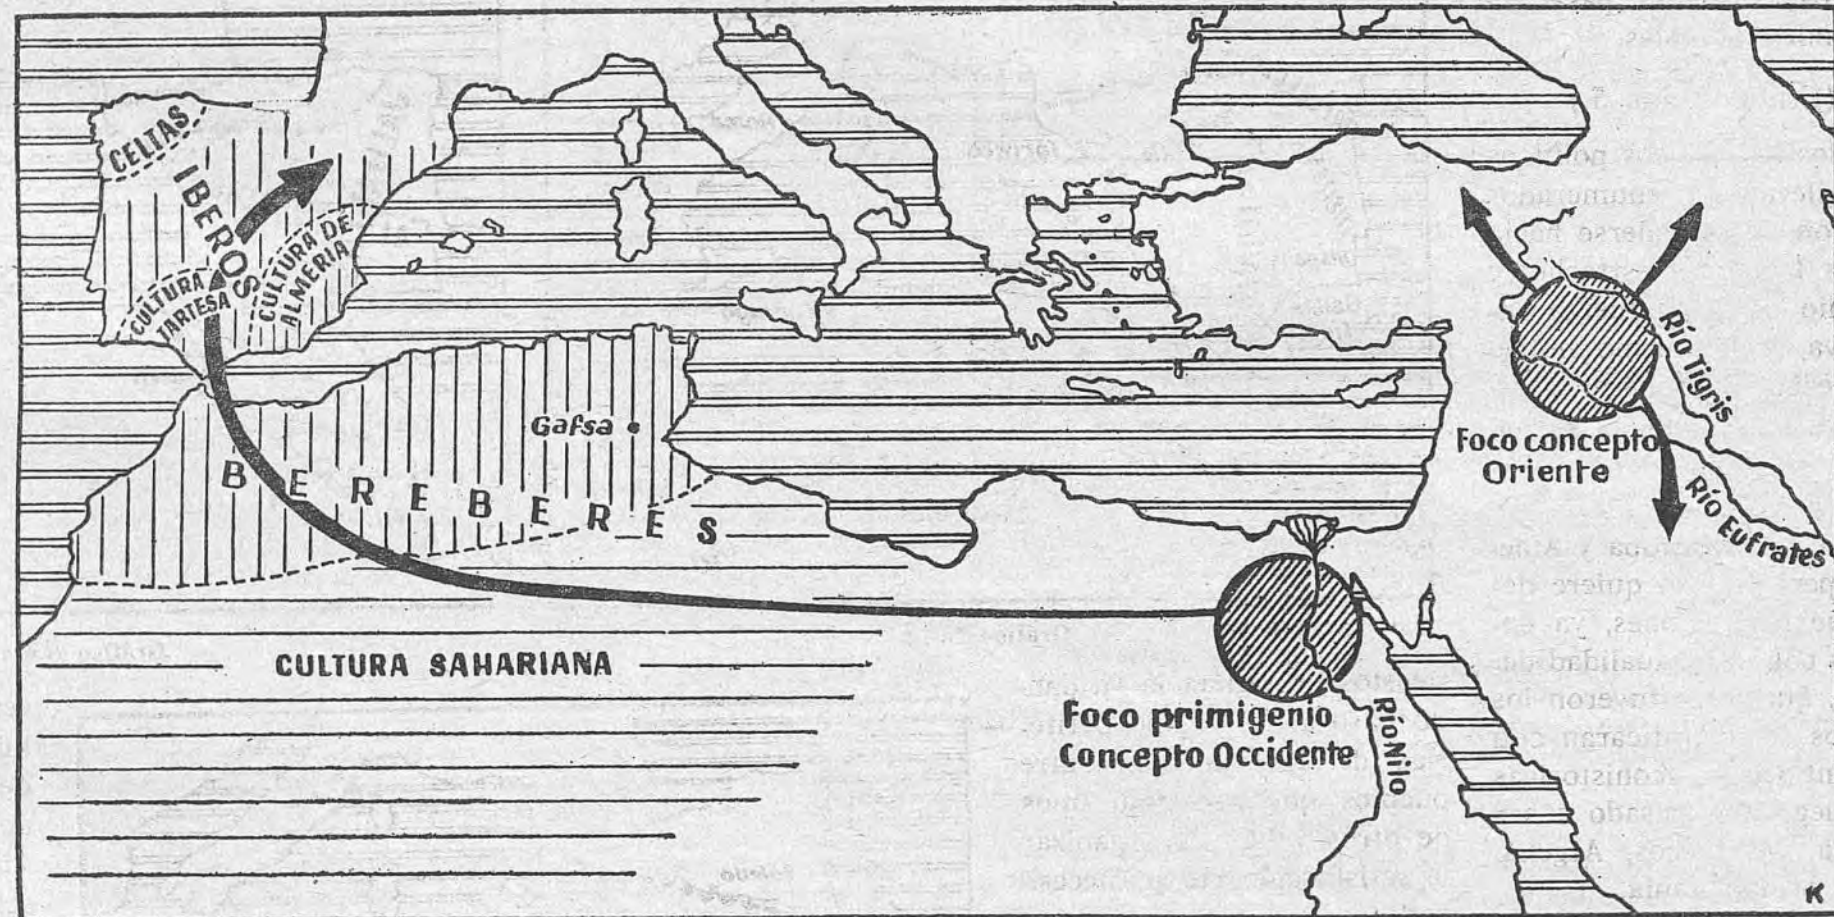 CELTAS
IBEROS
CULTURA DE
ALMERIA
CULTURA
TARTESA
Gafsa
BEREBERES
CULTURA SAHARIANA
Foco primigenio
Concepto Occidente
Río Nilo
Foco concepto
Oriente
Río Tigris
Río Eufrates
K